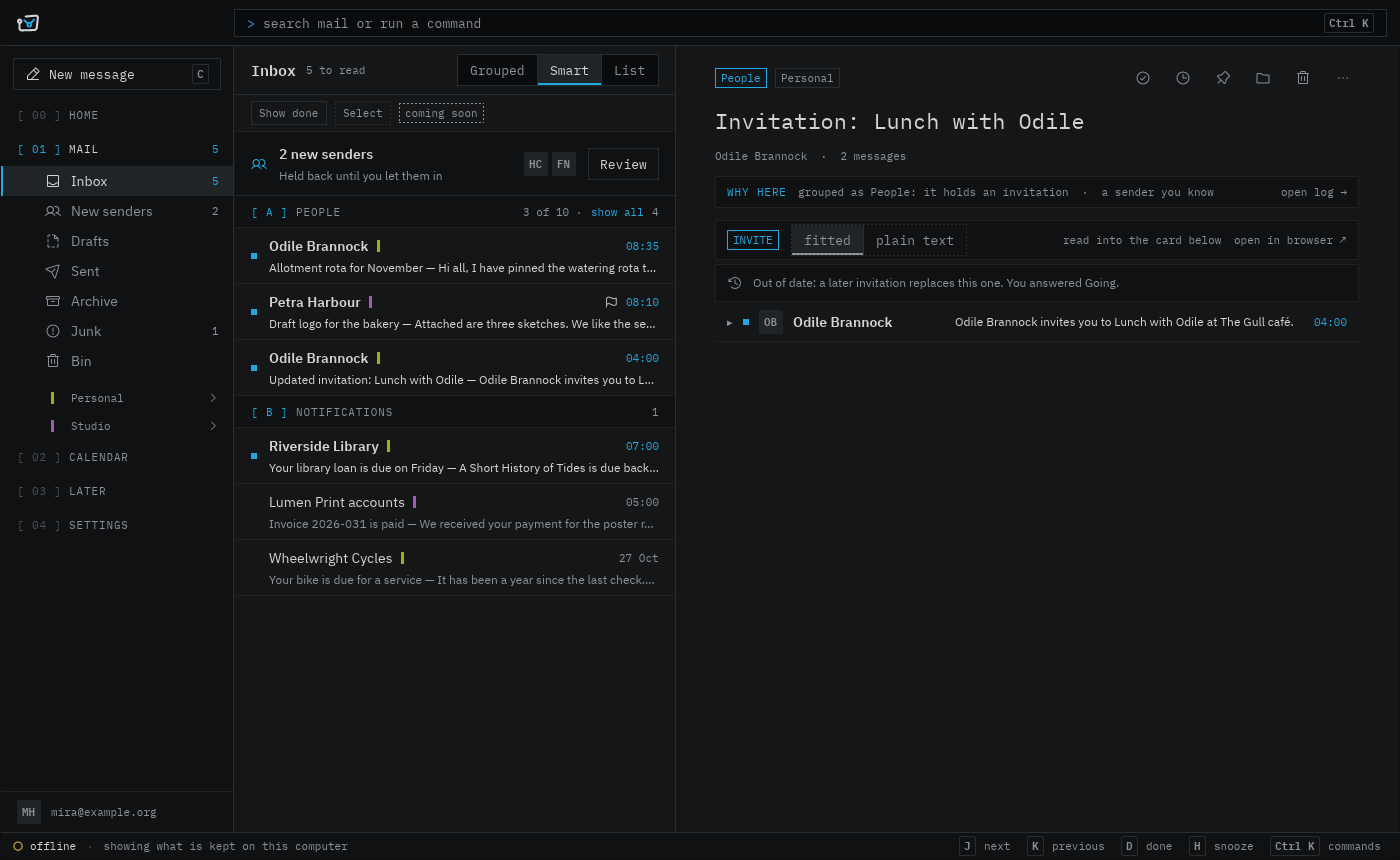 > search mail or run a command Ctrl K
New message C
[ 00 ] HOME
[ 01 ] MAIL 5
Inbox 5
New senders 2
Drafts
Sent
Archive
Junk 1
Bin
Personal
Studio
[ 02 ] CALENDAR
[ 03 ] LATER
[ 04 ] SETTINGS
MH mira@example.org
Inbox 5 to read Grouped Smart List
Show done Select coming soon
2 new senders
Held back until you let them in
HC FN Review
[ A ] PEOPLE 3 of 10 · show all 4
Odile Brannock 08:35
Allotment rota for November — Hi all, I have pinned the watering rota t…
Petra Harbour 08:10
Draft logo for the bakery — Attached are three sketches. We like the se…
Odile Brannock 04:00
Updated invitation: Lunch with Odile — Odile Brannock invites you to L…
[ B ] NOTIFICATIONS 1
Riverside Library 07:00
Your library loan is due on Friday — A Short History of Tides is due back…
Lumen Print accounts 05:00
Invoice 2026-031 is paid — We received your payment for the poster r…
Wheelwright Cycles 27 Oct
Your bike is due for a service — It has been a year since the last check.…
People Personal
Invitation: Lunch with Odile
Odile Brannock · 2 messages
WHY HERE grouped as People: it holds an invitation · a sender you know open log →
INVITE fitted plain text read into the card below open in browser ↗
Out of date: a later invitation replaces this one. You answered Going.
▸ OB Odile Brannock Odile Brannock invites you to Lunch with Odile at The Gull café. 04:00
offline · showing what is kept on this computer
J next K previous D done H snooze Ctrl K commands